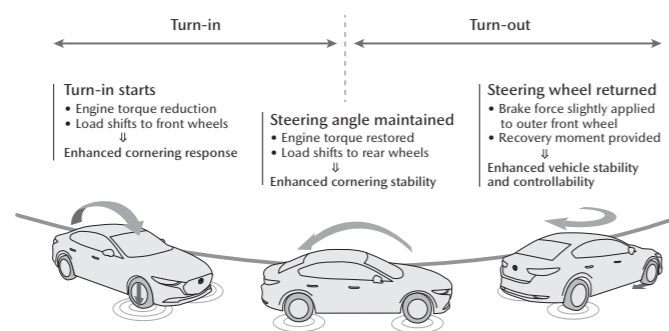 Turn-in
Turn-out
Turn-in starts
• Engine torque reduction
• Load shifts to front wheels
⇓
Enhanced cornering response
Steering angle maintained
• Engine torque restored
• Load shifts to rear wheels
⇓
Enhanced cornering stability
Steering wheel returned
• Brake force slightly applied
to outer front wheel
• Recovery moment provided
⇓
Enhanced vehicle stability
and controllability